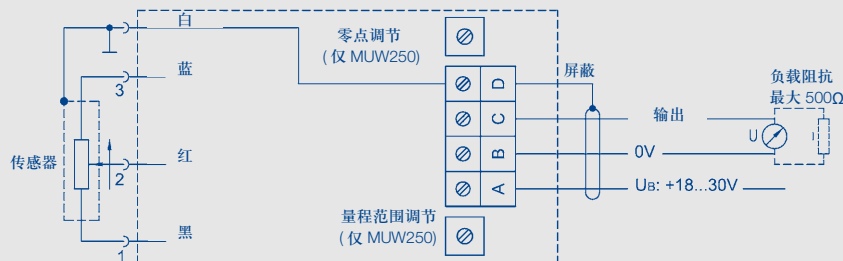 白
零点调节
(仅 MUW250)
3
蓝
D
屏蔽
负载阻抗
最大 500Ω
C
输出
U
I
传感器
2
红
B
0V
A
UB: +18...30V
量程范围调节
(仅 MUW250)
1
黑